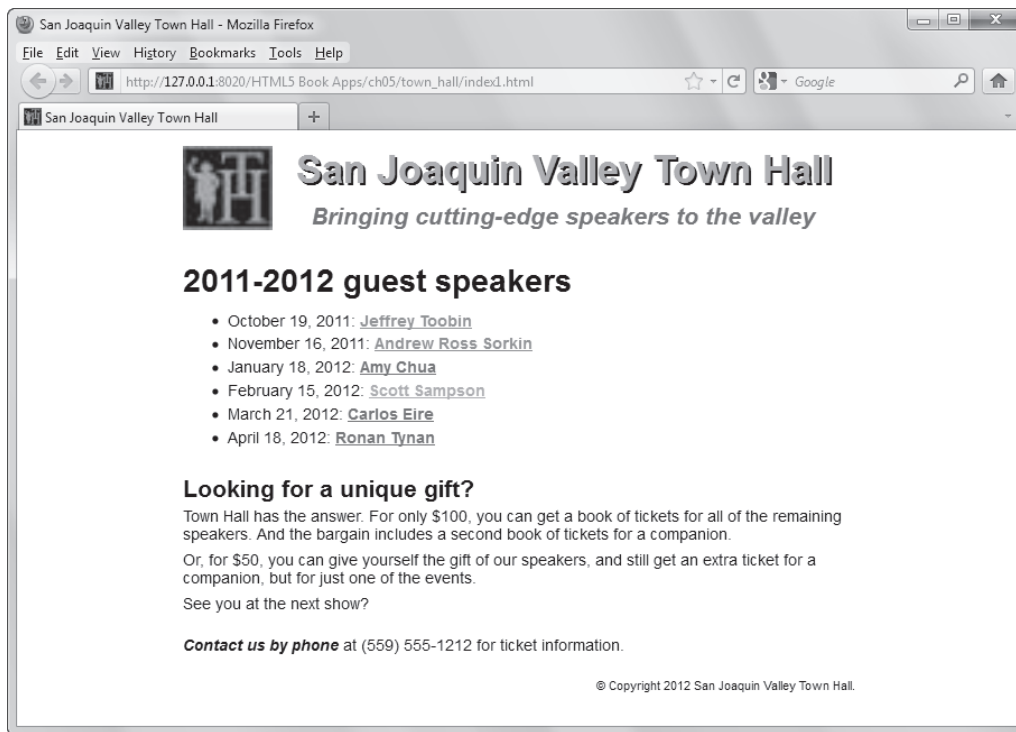 San Joaquin Valley Town Hall - Mozilla Firefox
File Edit View History Bookmarks Tools Help
http://127.0.0.1:8020/HTML5 Book Apps/ch05/town_hall/index1.html
Google
San Joaquin Valley Town Hall
TH
San Joaquin Valley Town Hall
Bringing cutting-edge speakers to the valley
2011-2012 guest speakers
• October 19, 2011: Jeffrey Toobin
• November 16, 2011: Andrew Ross Sorkin
• January 18, 2012: Amy Chua
• February 15, 2012: Scott Sampson
• March 21, 2012: Carlos Eire
• April 18, 2012: Ronan Tynan
Looking for a unique gift?
Town Hall has the answer. For only $100, you can get a book of tickets for all of the remaining
speakers. And the bargain includes a second book of tickets for a companion.
Or, for $50, you can give yourself the gift of our speakers, and still get an extra ticket for a
companion, but for just one of the events.
See you at the next show?
Contact us by phone at (559) 555-1212 for ticket information.
© Copyright 2012 San Joaquin Valley Town Hall.